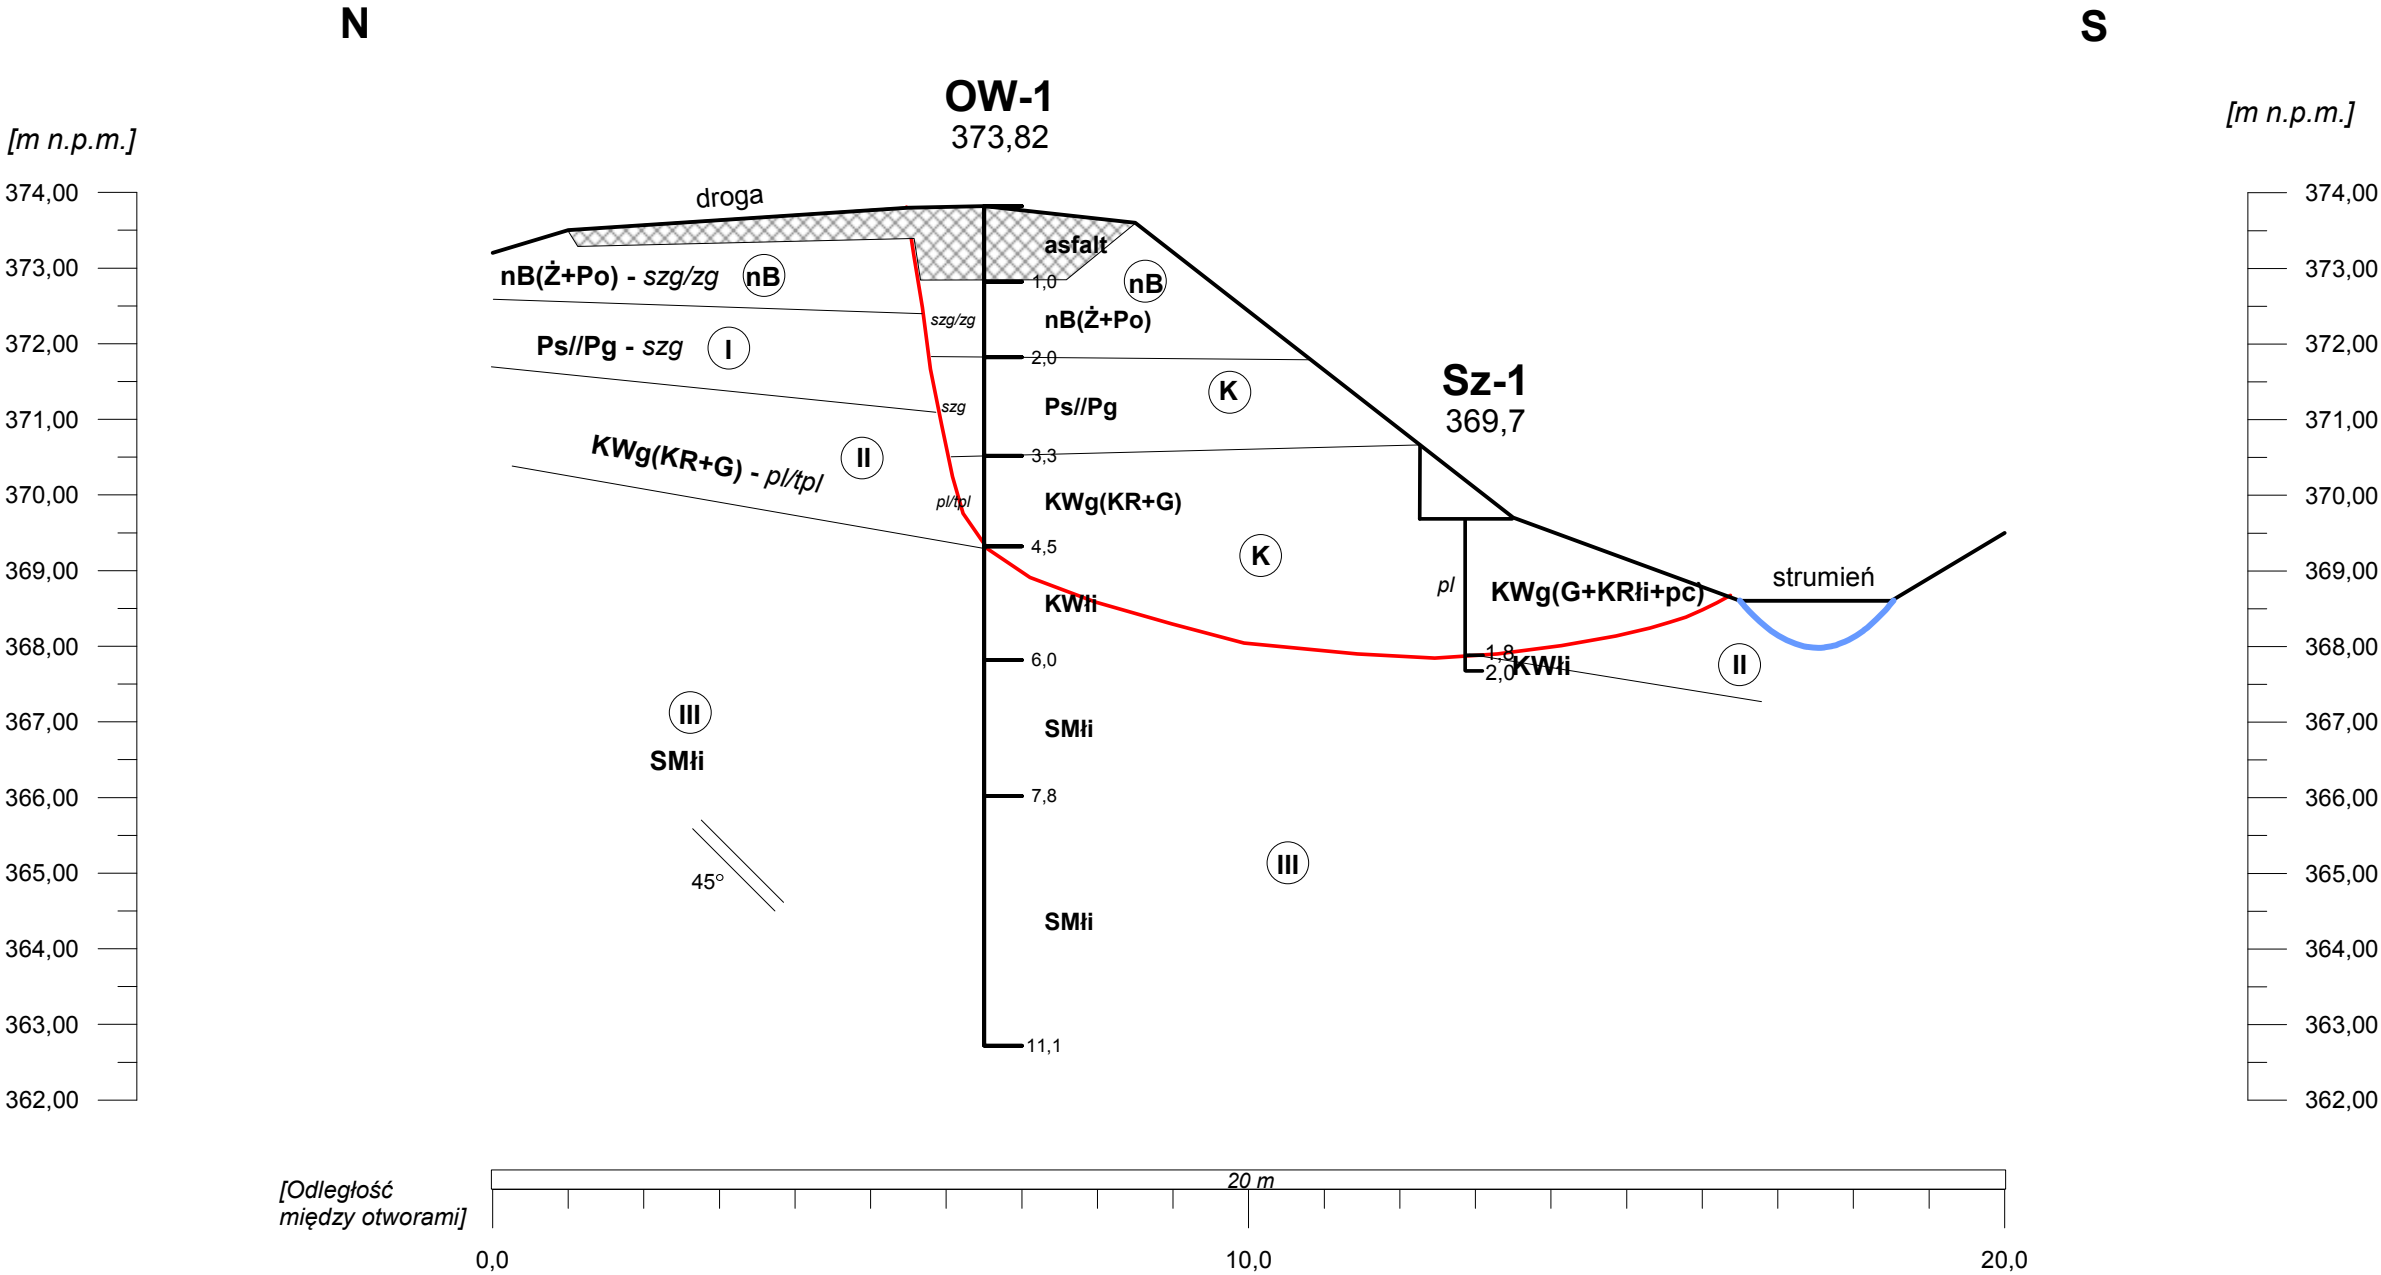 N
S
OW-1
373,82
[m n.p.m.]
[m n.p.m.]
374,00
373,00
372,00
371,00
370,00
369,00
368,00
367,00
366,00
365,00
364,00
363,00
362,00
droga
asfalt
nB(Ż+Po) - szg/zg
nB
nB
1,0
szg/zg
nB(Ż+Po)
Ps//Pg - szg
I
2,0
K
szg
Ps//Pg
Sz-1
369,7
KWg(KR+G) - pl/tpl
II
3,3
pl/tpl
KWg(KR+G)
4,5
K
KWłi
pl
KWg(G+KRłi+pc)
strumień
1,8
2,0
KWłi
II
6,0
III
SMłi
SMłi
7,8
45°
III
SMłi
11,1
374,00
373,00
372,00
371,00
370,00
369,00
368,00
367,00
366,00
365,00
364,00
363,00
362,00
[Odległość
między otworami]
20 m
0,0
10,0
20,0